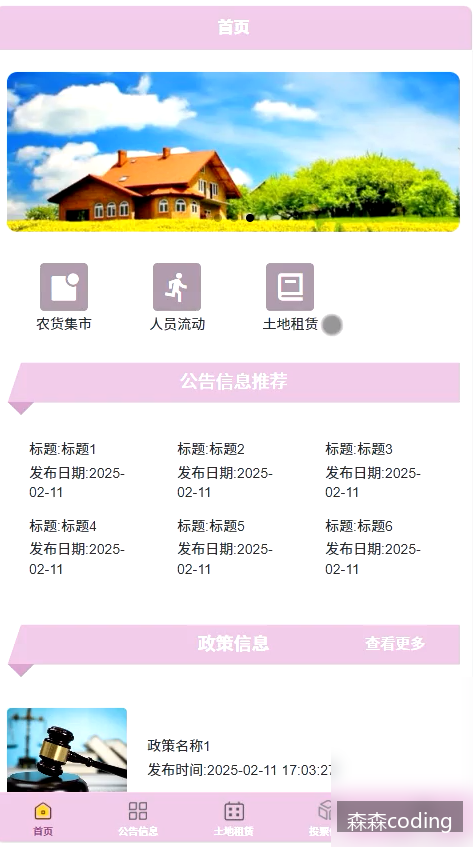 首页
农货集市
人员流动
土地租赁
公告信息推荐
标题:标题1
发布日期:2025-
02-11
标题:标题2
发布日期:2025-
02-11
标题:标题3
发布日期:2025-
02-11
标题:标题4
发布日期:2025-
02-11
标题:标题5
发布日期:2025-
02-11
标题:标题6
发布日期:2025-
02-11
政策信息
查看更多
政策名称1
发布时间:2025-02-11 17:03:27
首页
公告信息
土地租赁
投票
森森coding